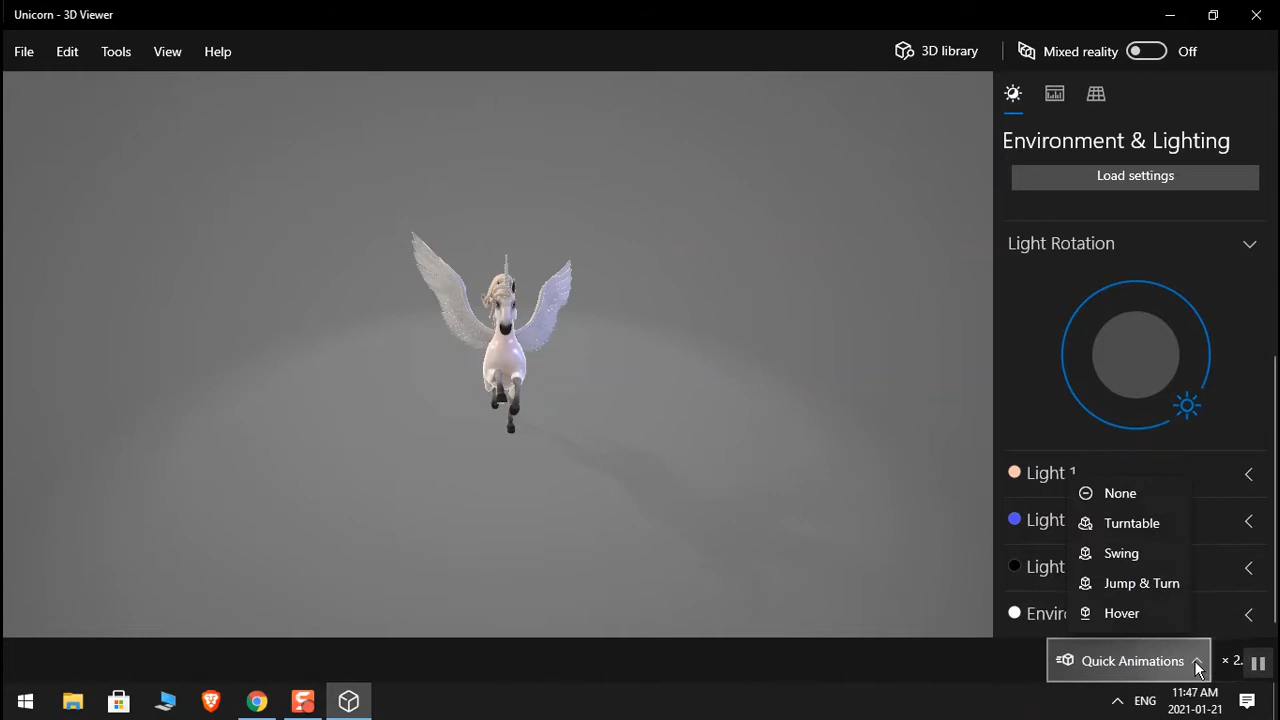 Unicorn - 3D Viewer
File Edit Tools View Help
3D library
Mixed reality Off
Environment & Lighting
Load settings
Light Rotation
Light 1
None
Light
Turntable
Swing
Light
Jump & Turn
Envir
Hover
Quick Animations
× 2.
ENG
11:47 AM
2021-01-21